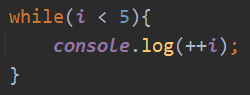 while(i < 5){
    console.log(++i);
}